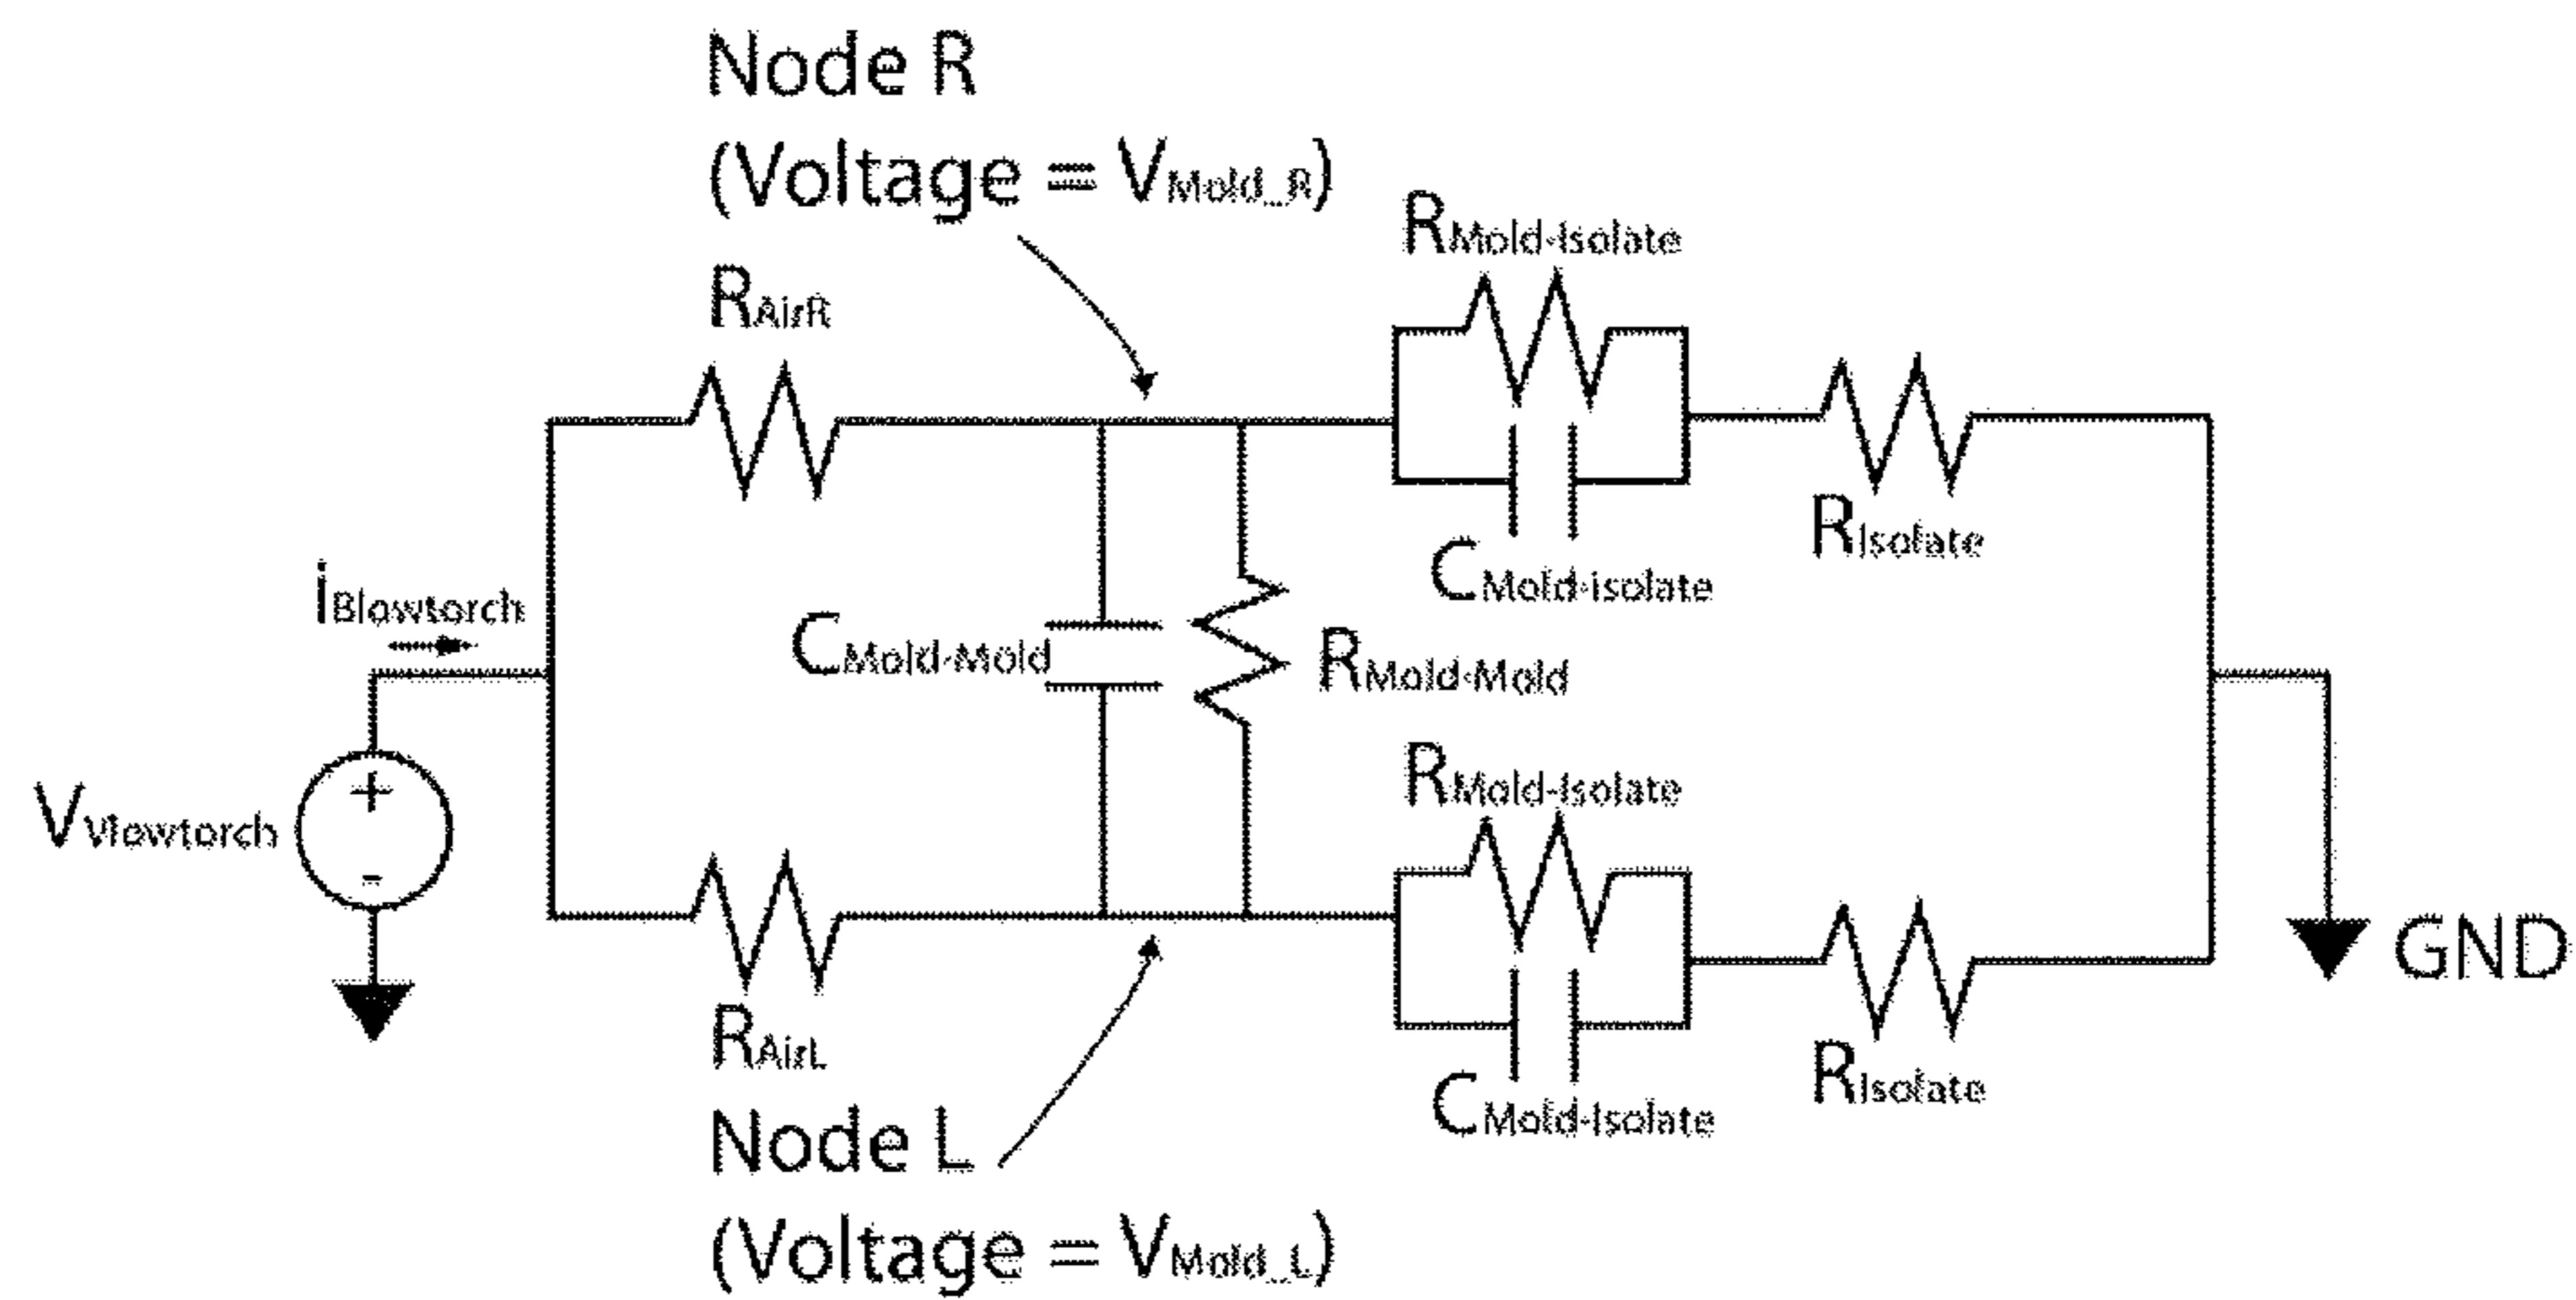 Node R
(Voltage = VMold_R)
RMold-Isolate
RAirR
RIsolate
CMold-isolate
iBlowtorch
CMold-Mold
RMold-Mold
RMold-Isolate
VVlowtorch
+
-
GND
RIsolate
RAirL
CMold-Isolate
Node L
(Voltage = VMold_L)